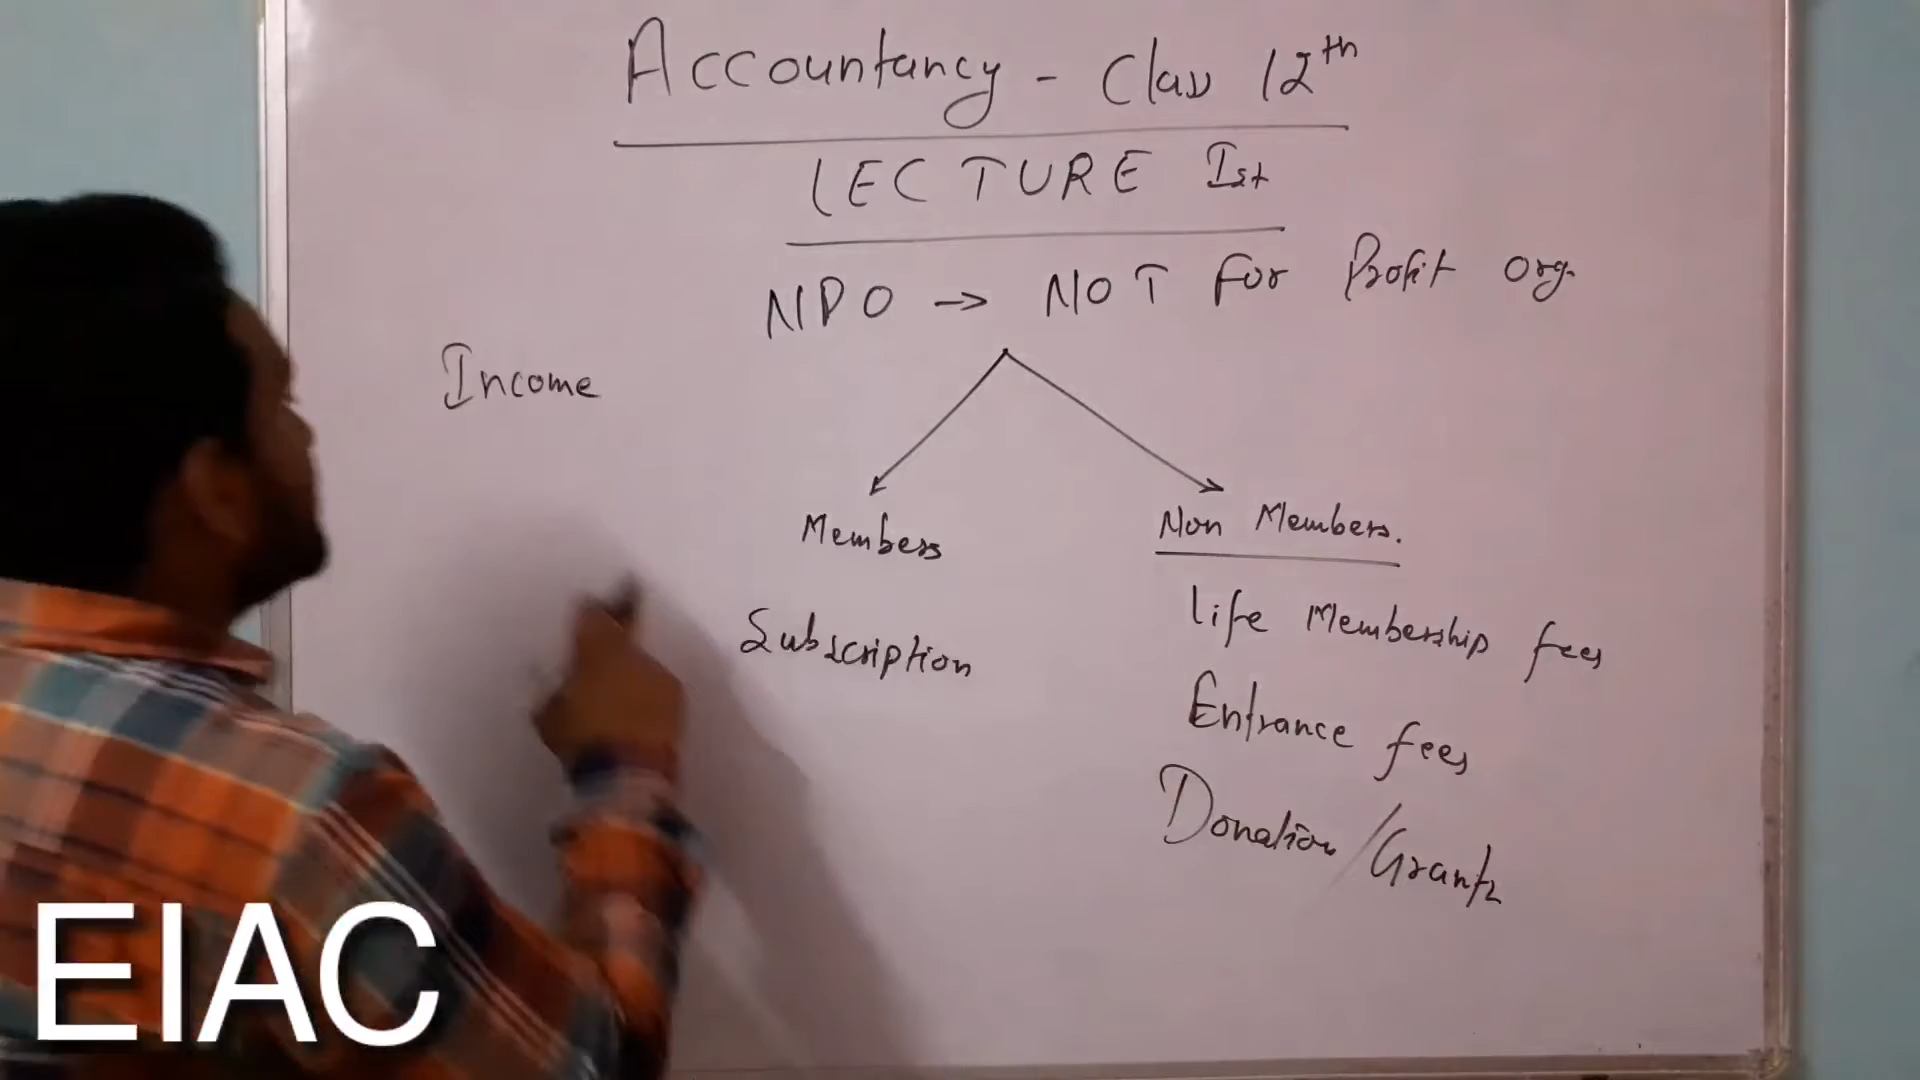 Accountancy - Class 12th
LECTURE Ist
NPO → NOT For Profit Org.
Income
Members
Non Members.
Subscription
Life Membership fees
Entrance fees
Donation/Grants
EIAC